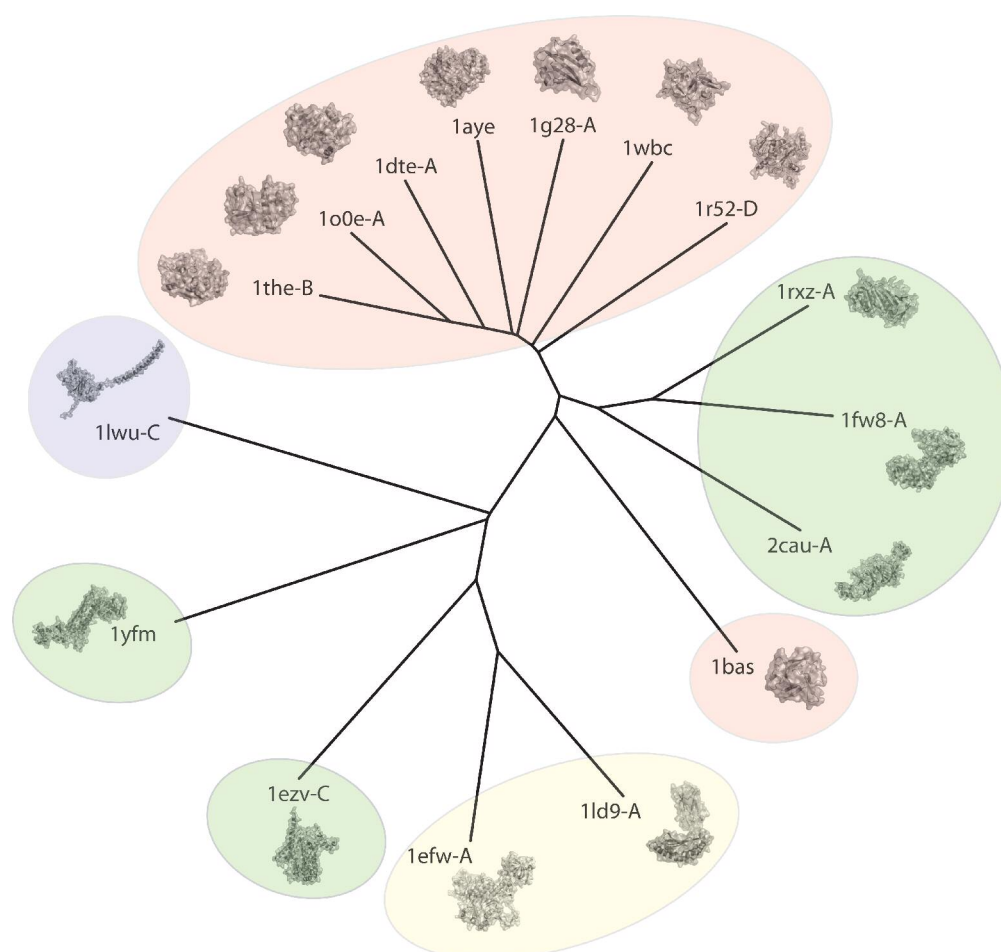 1aye
1g28-A
1wbc
1dte-A
1r52-D
1o0e-A
1the-B
1rxz-A
1fw8-A
1lwu-C
2cau-A
1yfm
1bas
1ezv-C
1ld9-A
1efw-A